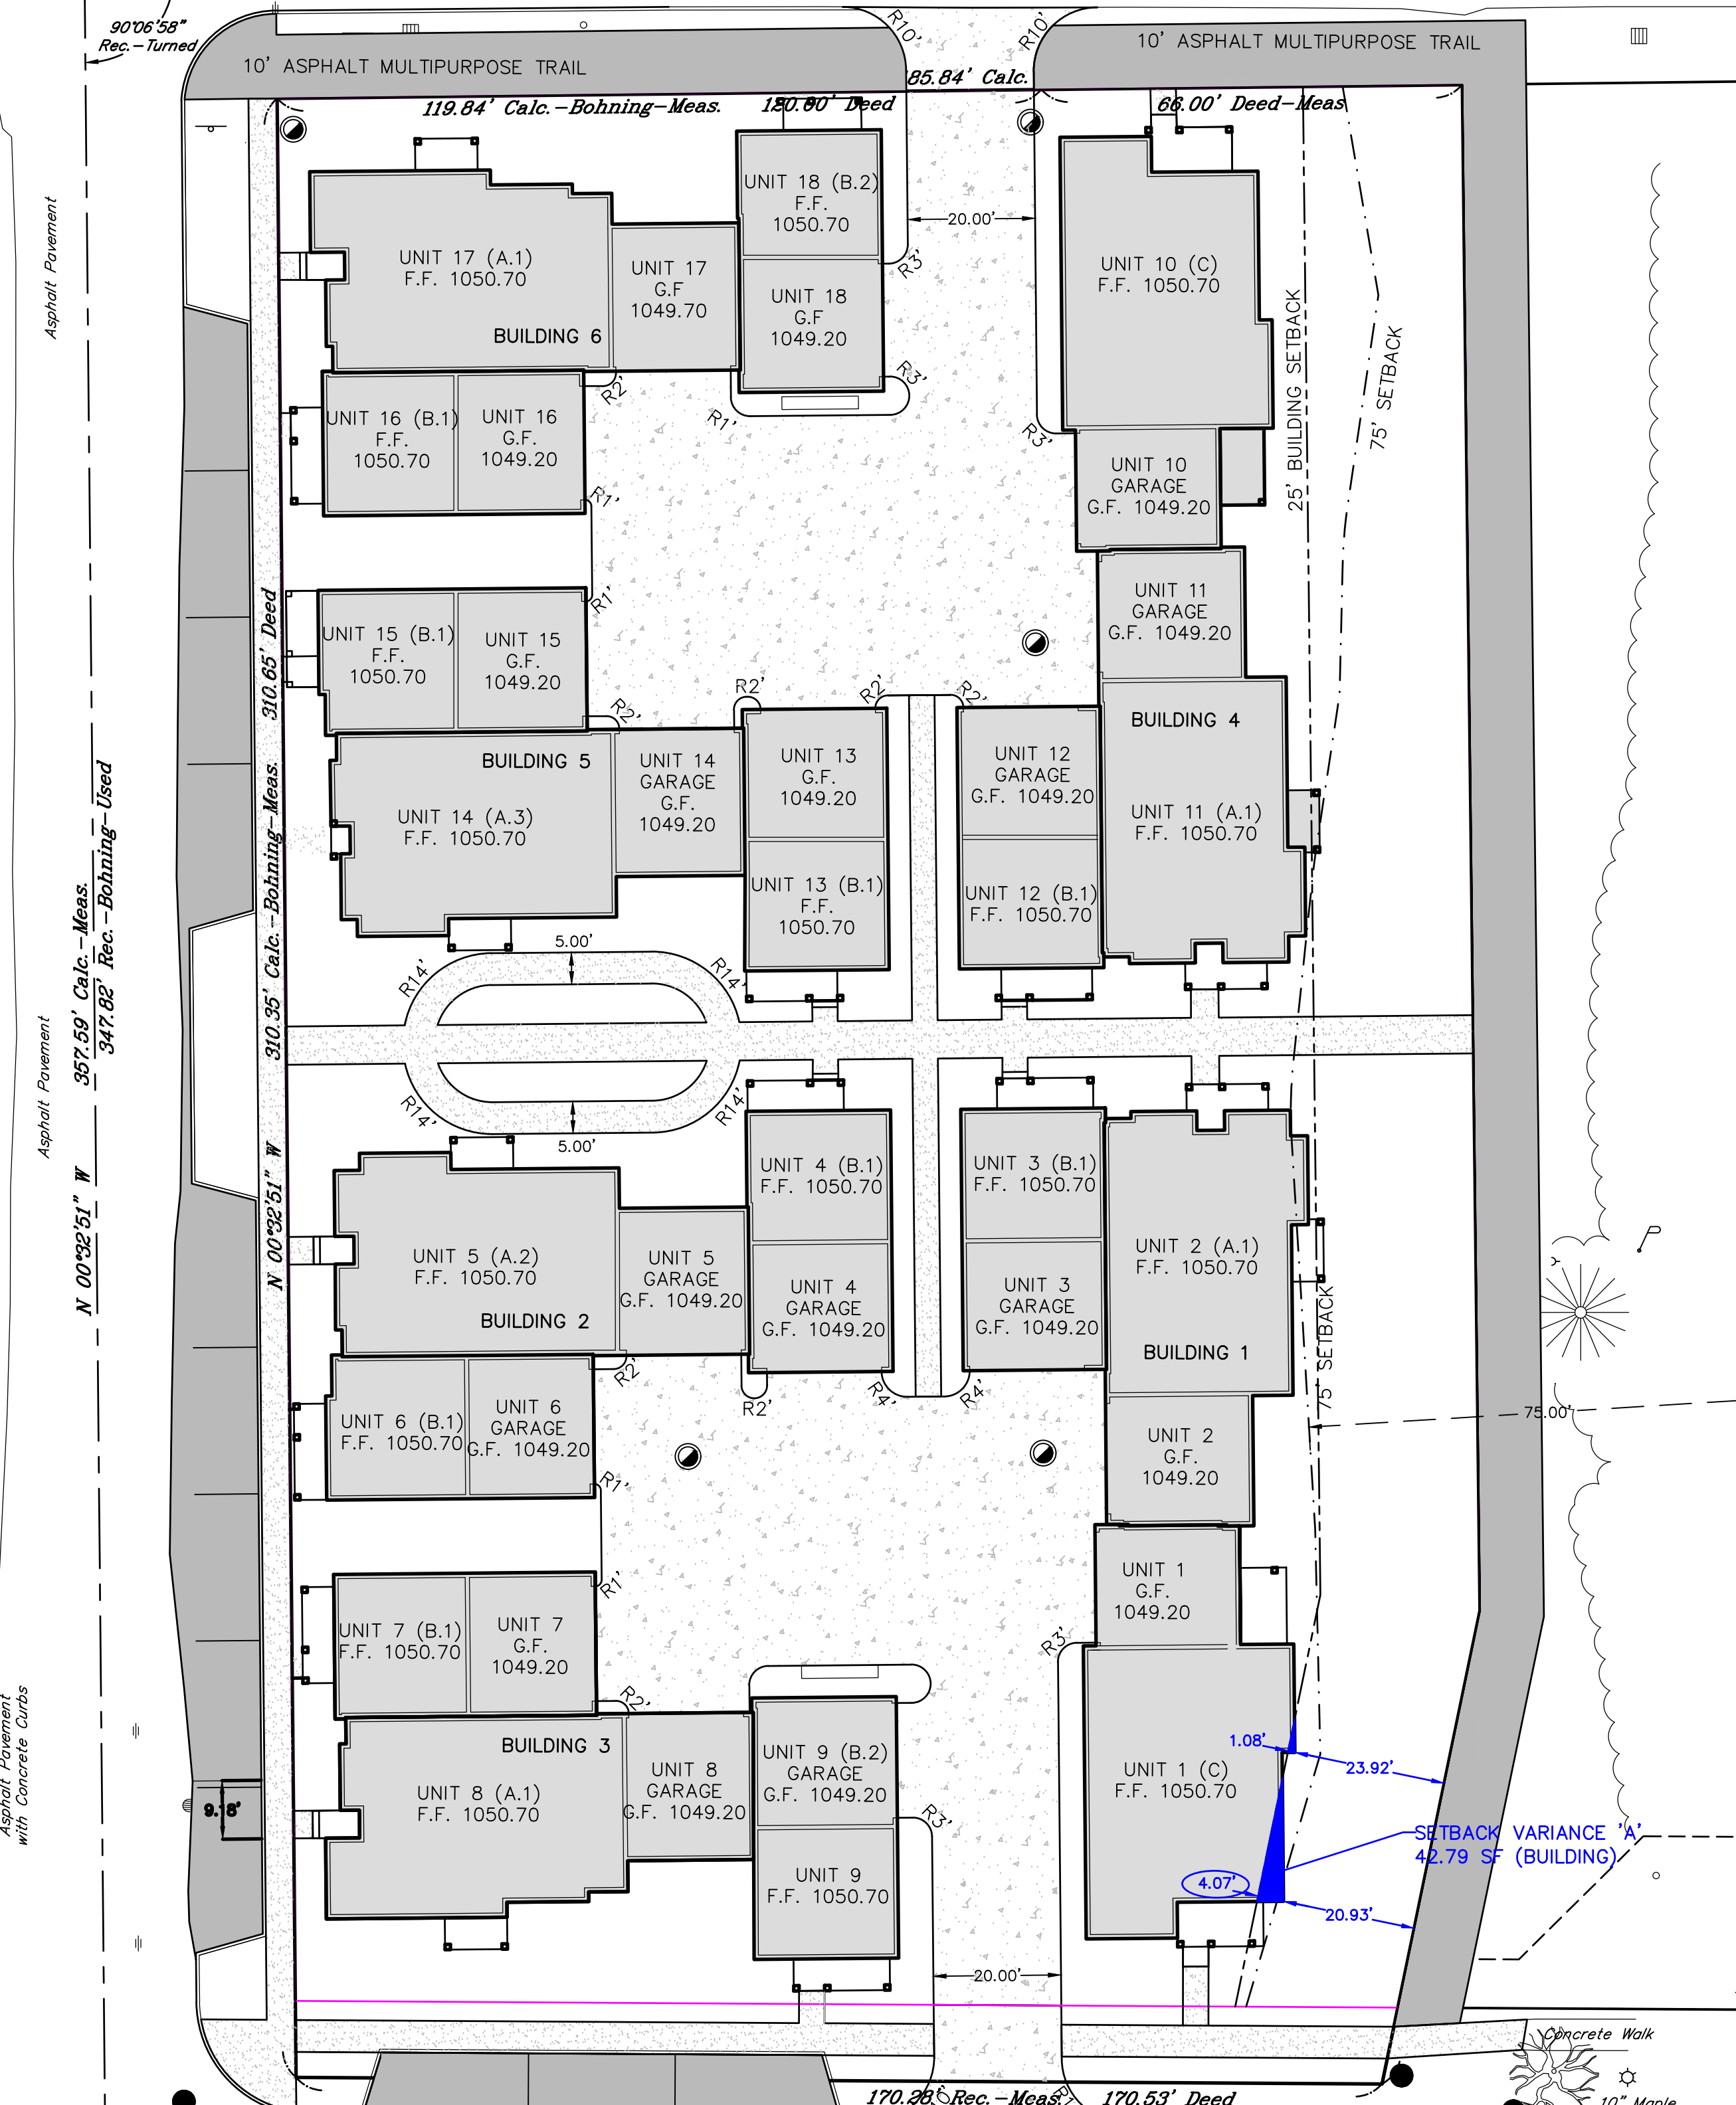 90°06'58"
Rec.-Turned
10' ASPHALT MULTIPURPOSE TRAIL
R10'
R10'
10' ASPHALT MULTIPURPOSE TRAIL
85.84' Calc.
119.84' Calc.-Bohning-Meas.
120.00' Deed
66.00' Deed-Meas
Asphalt Pavement
UNIT 18 (B.2)
F.F.
1050.70
20.00'
UNIT 17 (A.1)
F.F. 1050.70
UNIT 17
G.F
1049.70
R3'
UNIT 18
G.F
1049.20
UNIT 10 (C)
F.F. 1050.70
BUILDING 6
25' BUILDING SETBACK
75' SETBACK
R2'
R3'
R1'
R3'
UNIT 16 (B.1)
F.F.
1050.70
UNIT 16
G.F.
1049.20
UNIT 10
GARAGE
G.F. 1049.20
R1'
R1'
UNIT 11
GARAGE
G.F. 1049.20
310.65' Deed
UNIT 15 (B.1)
F.F.
1050.70
UNIT 15
G.F.
1049.20
R2'
R2'
R2'
R2'
BUILDING 4
BUILDING 5
UNIT 14
GARAGE
G.F.
1049.20
UNIT 13
G.F.
1049.20
UNIT 12
GARAGE
G.F. 1049.20
UNIT 14 (A.3)
F.F. 1050.70
UNIT 11 (A.1)
F.F. 1050.70
UNIT 13 (B.1)
F.F.
1050.70
UNIT 12 (B.1)
F.F. 1050.70
357.59' Calc.-Meas.
347.82' Rec.-Bohning-Used
310.35' Calc.-Bohning-Meas.
5.00'
R14'
R14'
Asphalt Pavement
R14'
R14'
5.00'
N 00°32'51" W
N 00°32'51" W
UNIT 4 (B.1)
F.F. 1050.70
UNIT 3 (B.1)
F.F. 1050.70
UNIT 5 (A.2)
F.F. 1050.70
UNIT 5
GARAGE
G.F. 1049.20
UNIT 2 (A.1)
F.F. 1050.70
UNIT 4
GARAGE
G.F. 1049.20
UNIT 3
GARAGE
G.F. 1049.20
BUILDING 2
BUILDING 1
75' SETBACK
R2'
R2'
R4'
R4'
75.00'
UNIT 6 (B.1)
F.F. 1050.70
UNIT 6
GARAGE
G.F. 1049.20
UNIT 2
G.F.
1049.20
R1'
R1'
UNIT 1
G.F.
1049.20
UNIT 7 (B.1)
F.F. 1050.70
UNIT 7
G.F.
1049.20
R3'
R2'
Asphalt Pavement
with Concrete Curbs
BUILDING 3
UNIT 8 (A.1)
F.F. 1050.70
UNIT 8
GARAGE
G.F. 1049.20
UNIT 9 (B.2)
GARAGE
G.F. 1049.20
1.08'
23.92'
UNIT 1 (C)
F.F. 1050.70
9.18'
R3'
SETBACK VARIANCE 'A'
42.79 SF (BUILDING)
UNIT 9
F.F. 1050.70
4.07'
20.93'
20.00'
Concrete Walk
170.28' Rec.-Meas.
170.53' Deed
10" Maple